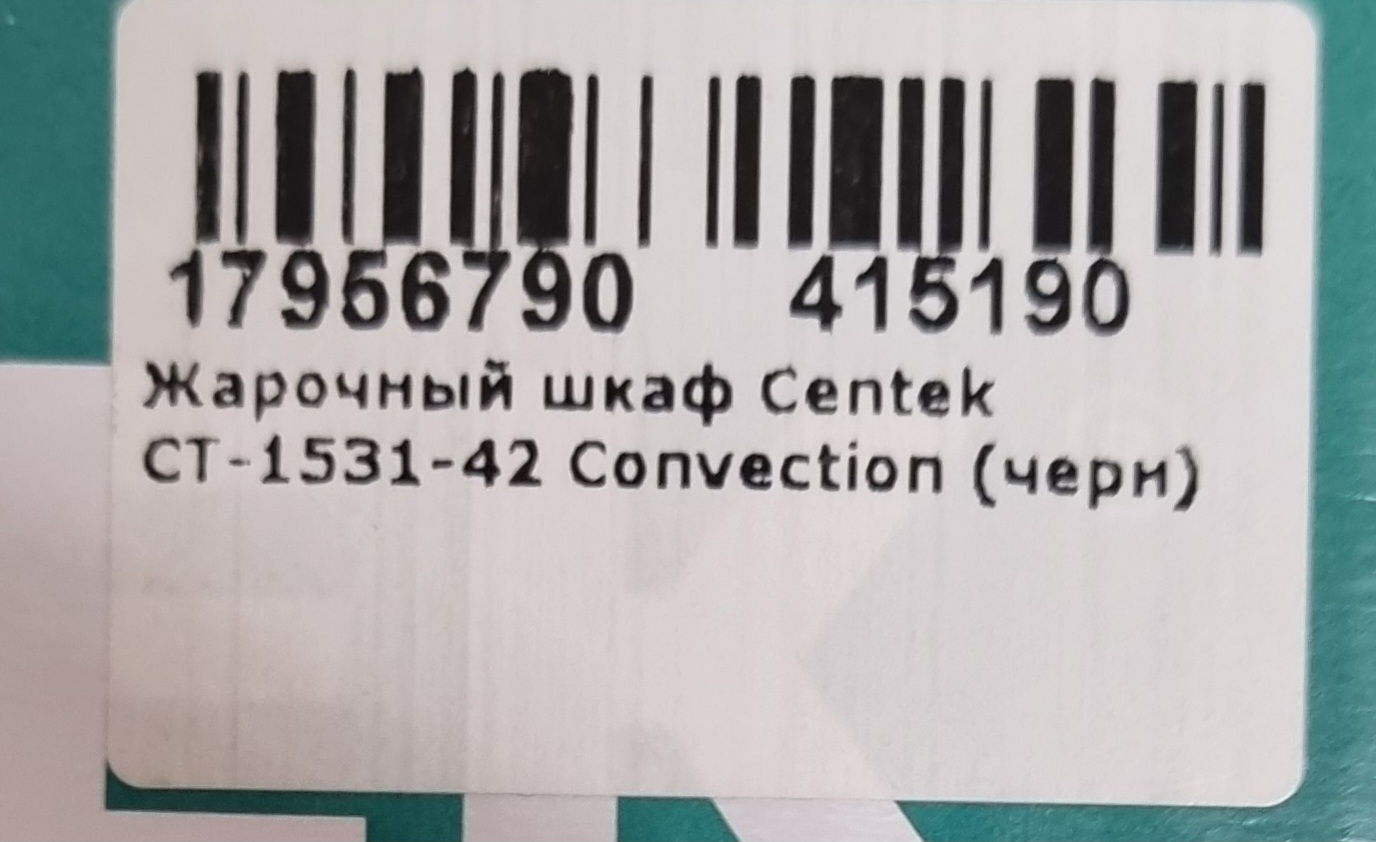 17956790 415190
Жарочный шкаф Centek
CT-1531-42 Convection (черн)